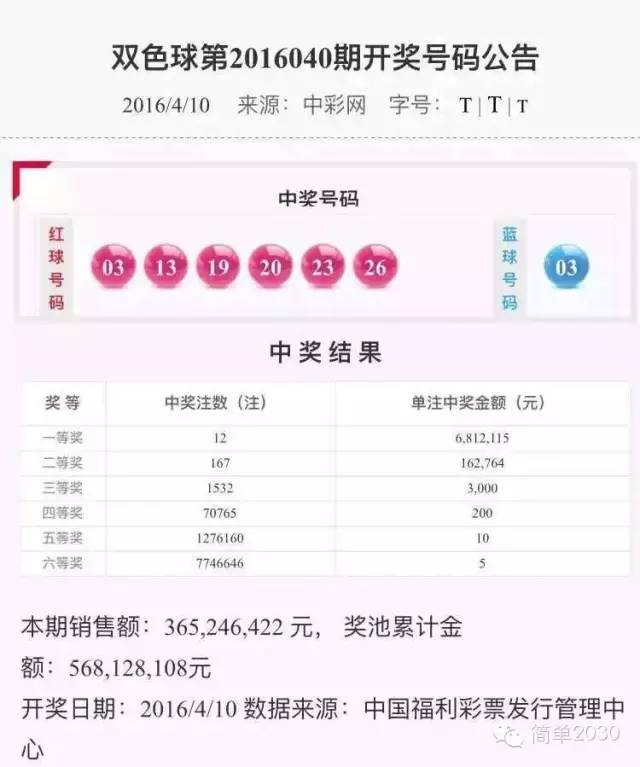 双色球第2016040期开奖号码公告
2016/4/10 来源：中彩网 字号： T | T | T
中奖号码
红球号码 03 13 19 20 23 26 蓝球号码 03
中奖结果
奖等 中奖注数（注） 单注中奖金额（元）
一等奖 12 6,812,115
二等奖 167 162,764
三等奖 1532 3,000
四等奖 70765 200
五等奖 1276160 10
六等奖 7746646 5
本期销售额：365,246,422 元， 奖池累计金
额：568,128,108元
开奖日期：2016/4/10 数据来源：中国福利彩票发行管理中
心
简单2030